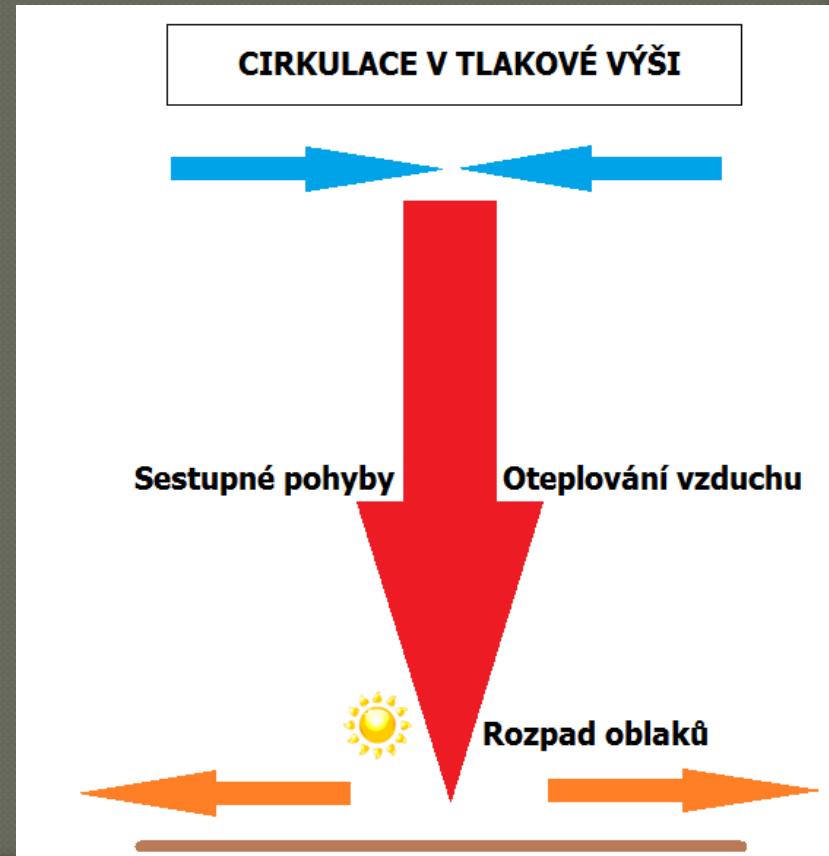 CIRKULACE V TLAKOVÉ VÝŠI
Sestupné pohyby
Oteplování vzduchu
Rozpad oblaků